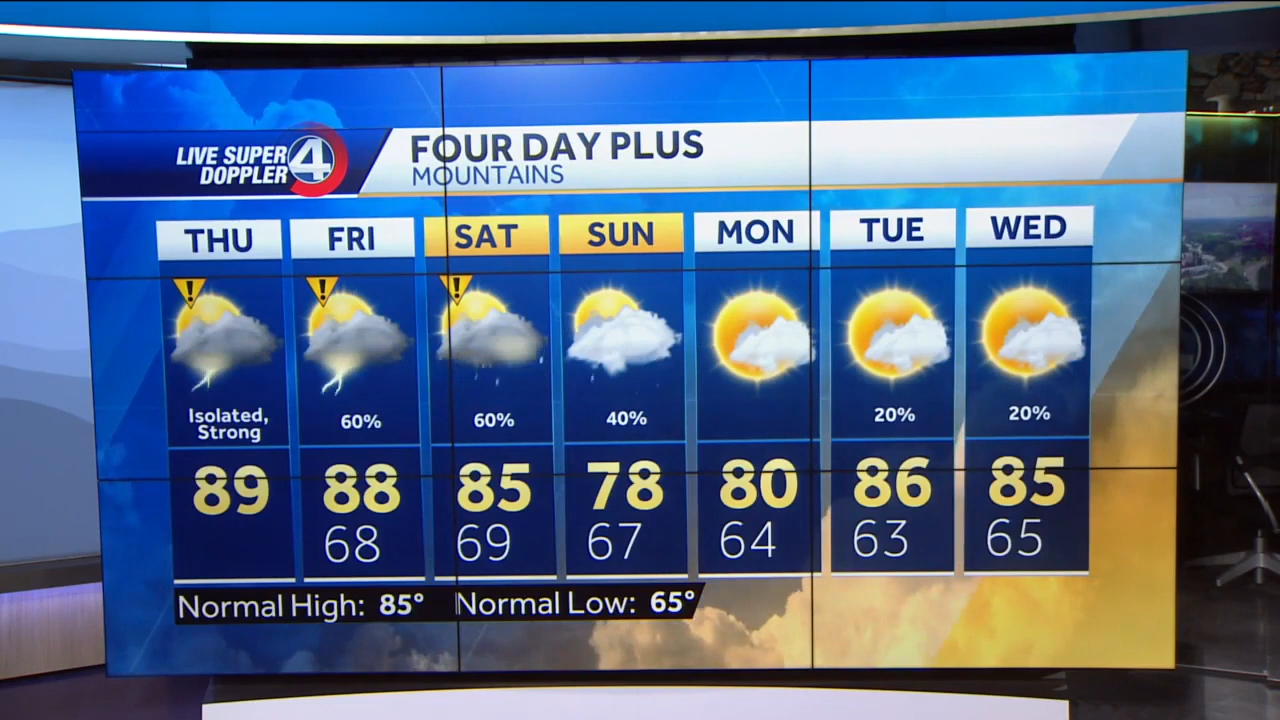 LIVE SUPER
DOPPLER 4
FOUR DAY PLUS
MOUNTAINS
THU FRI SAT SUN MON TUE WED
! ! !
Isolated,
Strong
60% 60% 40% 20% 20%
89 88 85 78 80 86 85
68 69 67 64 63 65
Normal High: 85° Normal Low: 65°